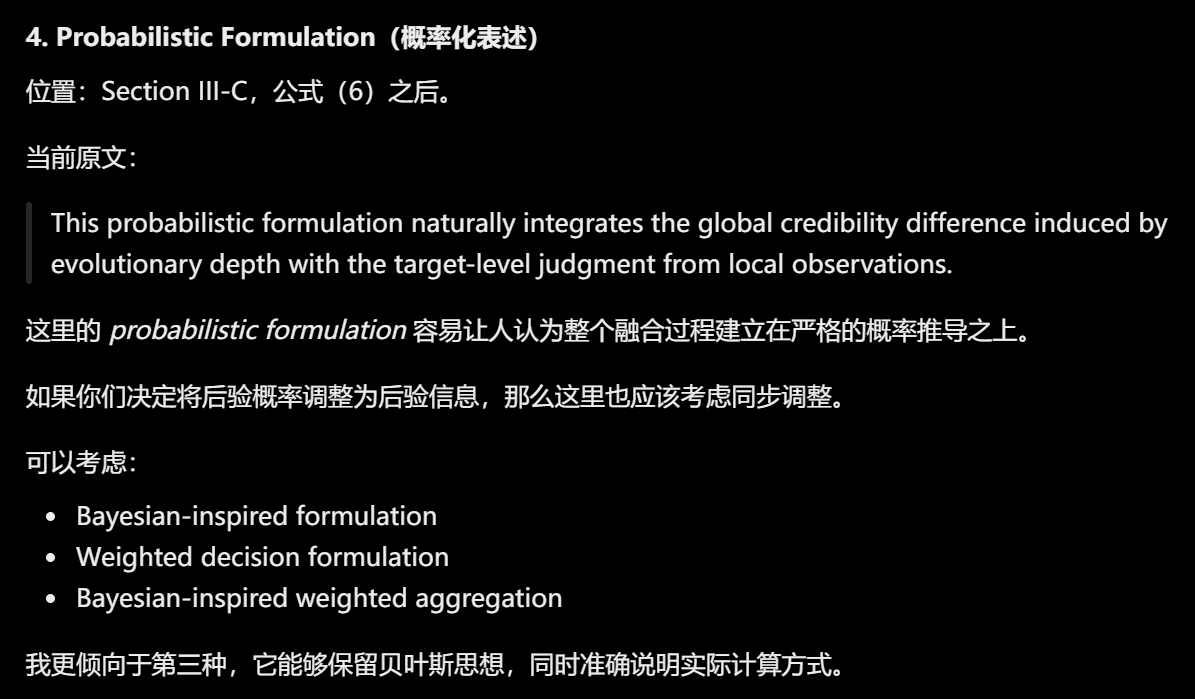 4. Probabilistic Formulation（概率化表述）
位置：Section III-C，公式（6）之后。
当前原文：
This probabilistic formulation naturally integrates the global credibility difference induced by
evolutionary depth with the target-level judgment from local observations.
这里的 probabilistic formulation 容易让人认为整个融合过程建立在严格的概率推导之上。
如果你们决定将后验概率调整为后验信息，那么这里也应该考虑同步调整。
可以考虑：
• Bayesian-inspired formulation
• Weighted decision formulation
• Bayesian-inspired weighted aggregation
我更倾向于第三种，它能够保留贝叶斯思想，同时准确说明实际计算方式。